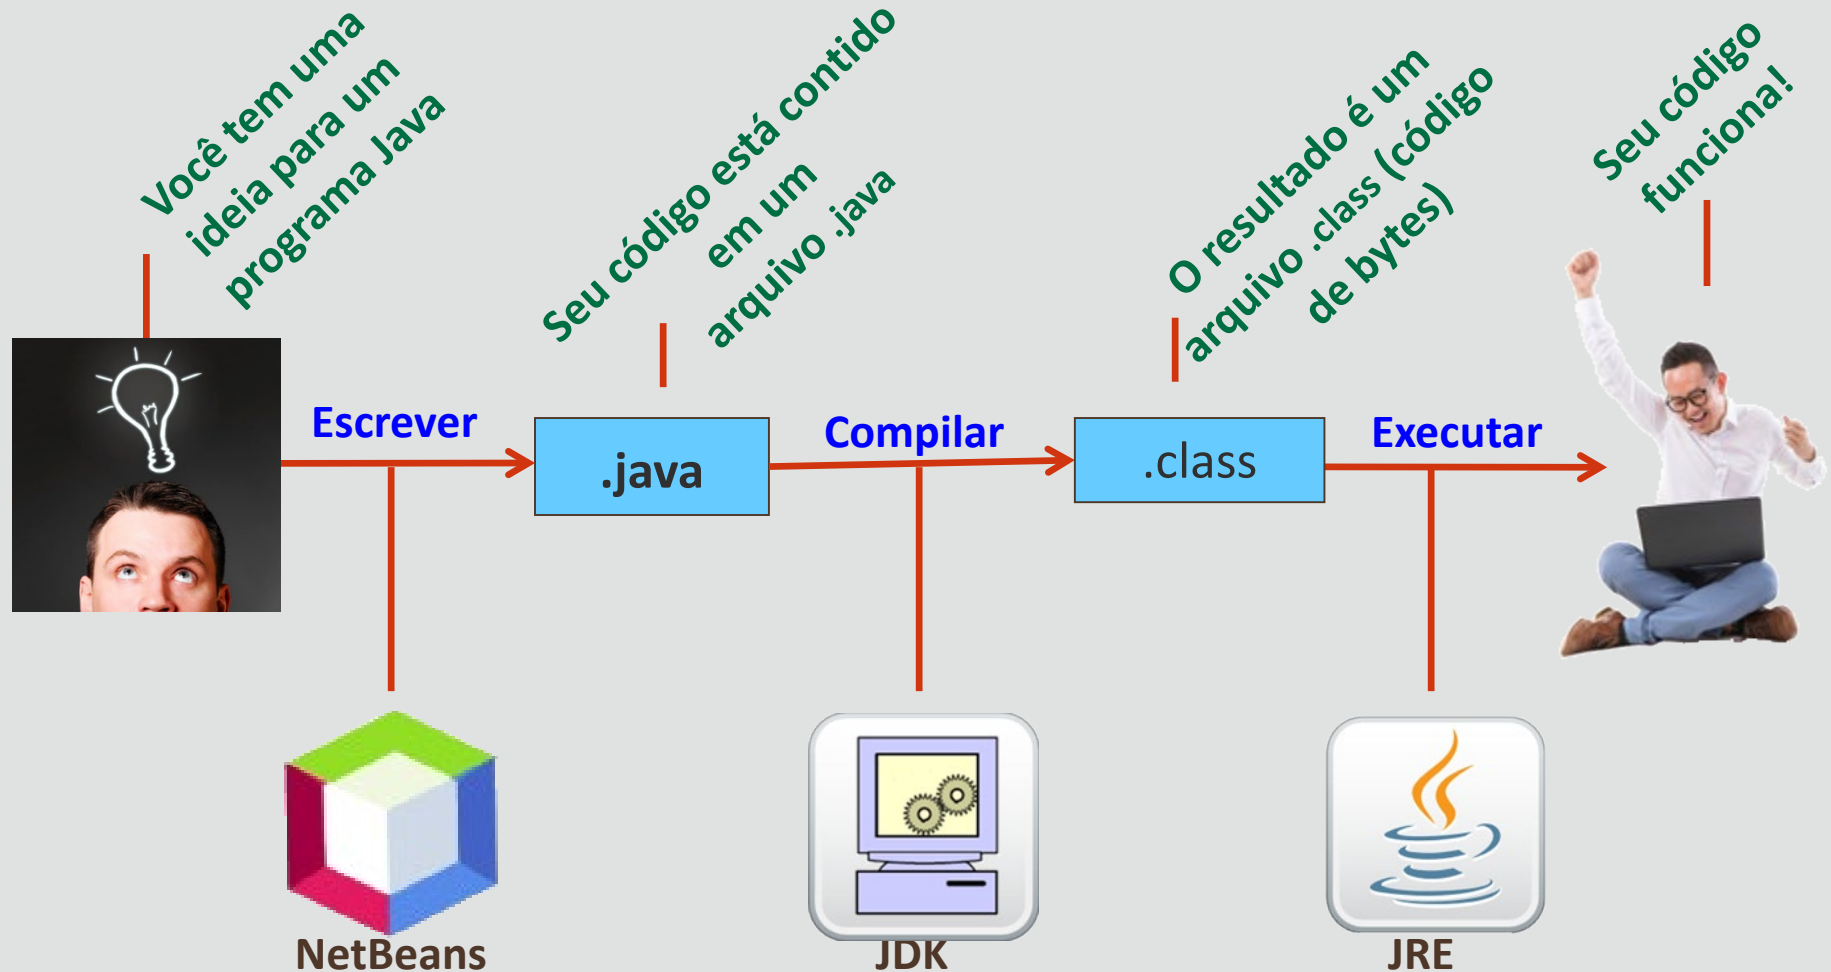 Você tem uma
ideia para um
programa Java
Seu código está contido
em um
arquivo .java
O resultado é um
arquivo .class (código
de bytes)
Seu código
funciona!
Escrever
.java
Compilar
.class
Executar
NetBeans
JDK
JRE